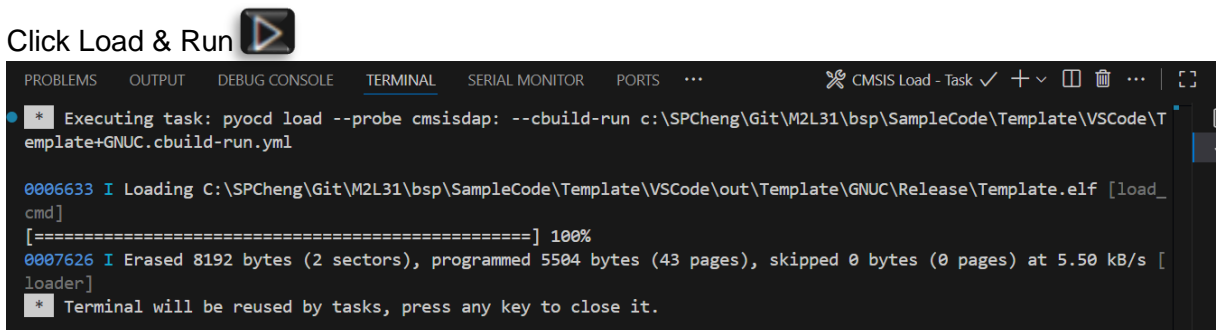 Click Load & Run
PROBLEMS OUTPUT DEBUG CONSOLE TERMINAL SERIAL MONITOR PORTS ··· CMSIS Load - Task ✓
* Executing task: pyocd load --probe cmsisdap: --cbuild-run c:\SPCheng\Git\M2L31\bsp\SampleCode\Template\VSCode\T
emplate+GNUC.cbuild-run.yml
0006633 I Loading C:\SPCheng\Git\M2L31\bsp\SampleCode\Template\VSCode\out\Template\GNUC\Release\Template.elf [load_
cmd]
[==================================================] 100%
0007626 I Erased 8192 bytes (2 sectors), programmed 5504 bytes (43 pages), skipped 0 bytes (0 pages) at 5.50 kB/s [
loader]
* Terminal will be reused by tasks, press any key to close it.